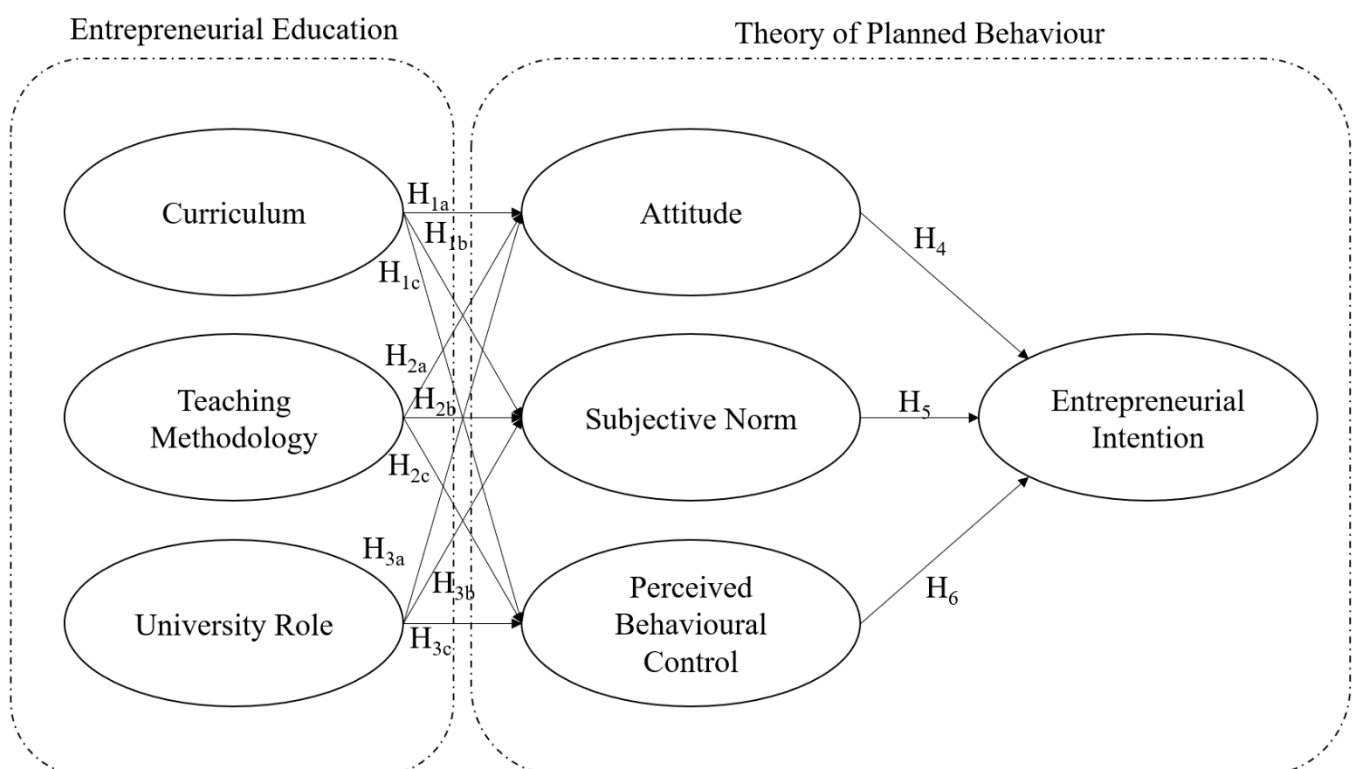 Entrepreneurial Education
Theory of Planned Behaviour
Curriculum
H1a
H1b
H1c
Attitude
H4
Teaching
Methodology
H2a
H2b
H2c
Subjective Norm
H5
Entrepreneurial
Intention
University Role
H3a
H3b
H3c
Perceived
Behavioural
Control
H6